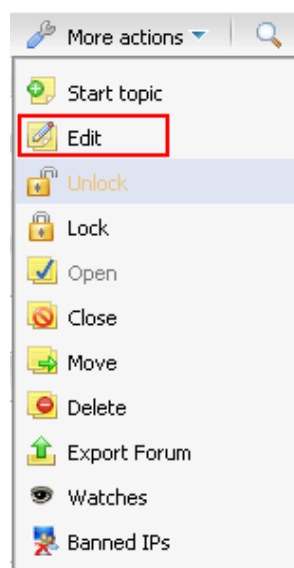 More actions
Start topic
Edit
Unlock
Lock
Open
Close
Move
Delete
Export Forum
Watches
Banned IPs